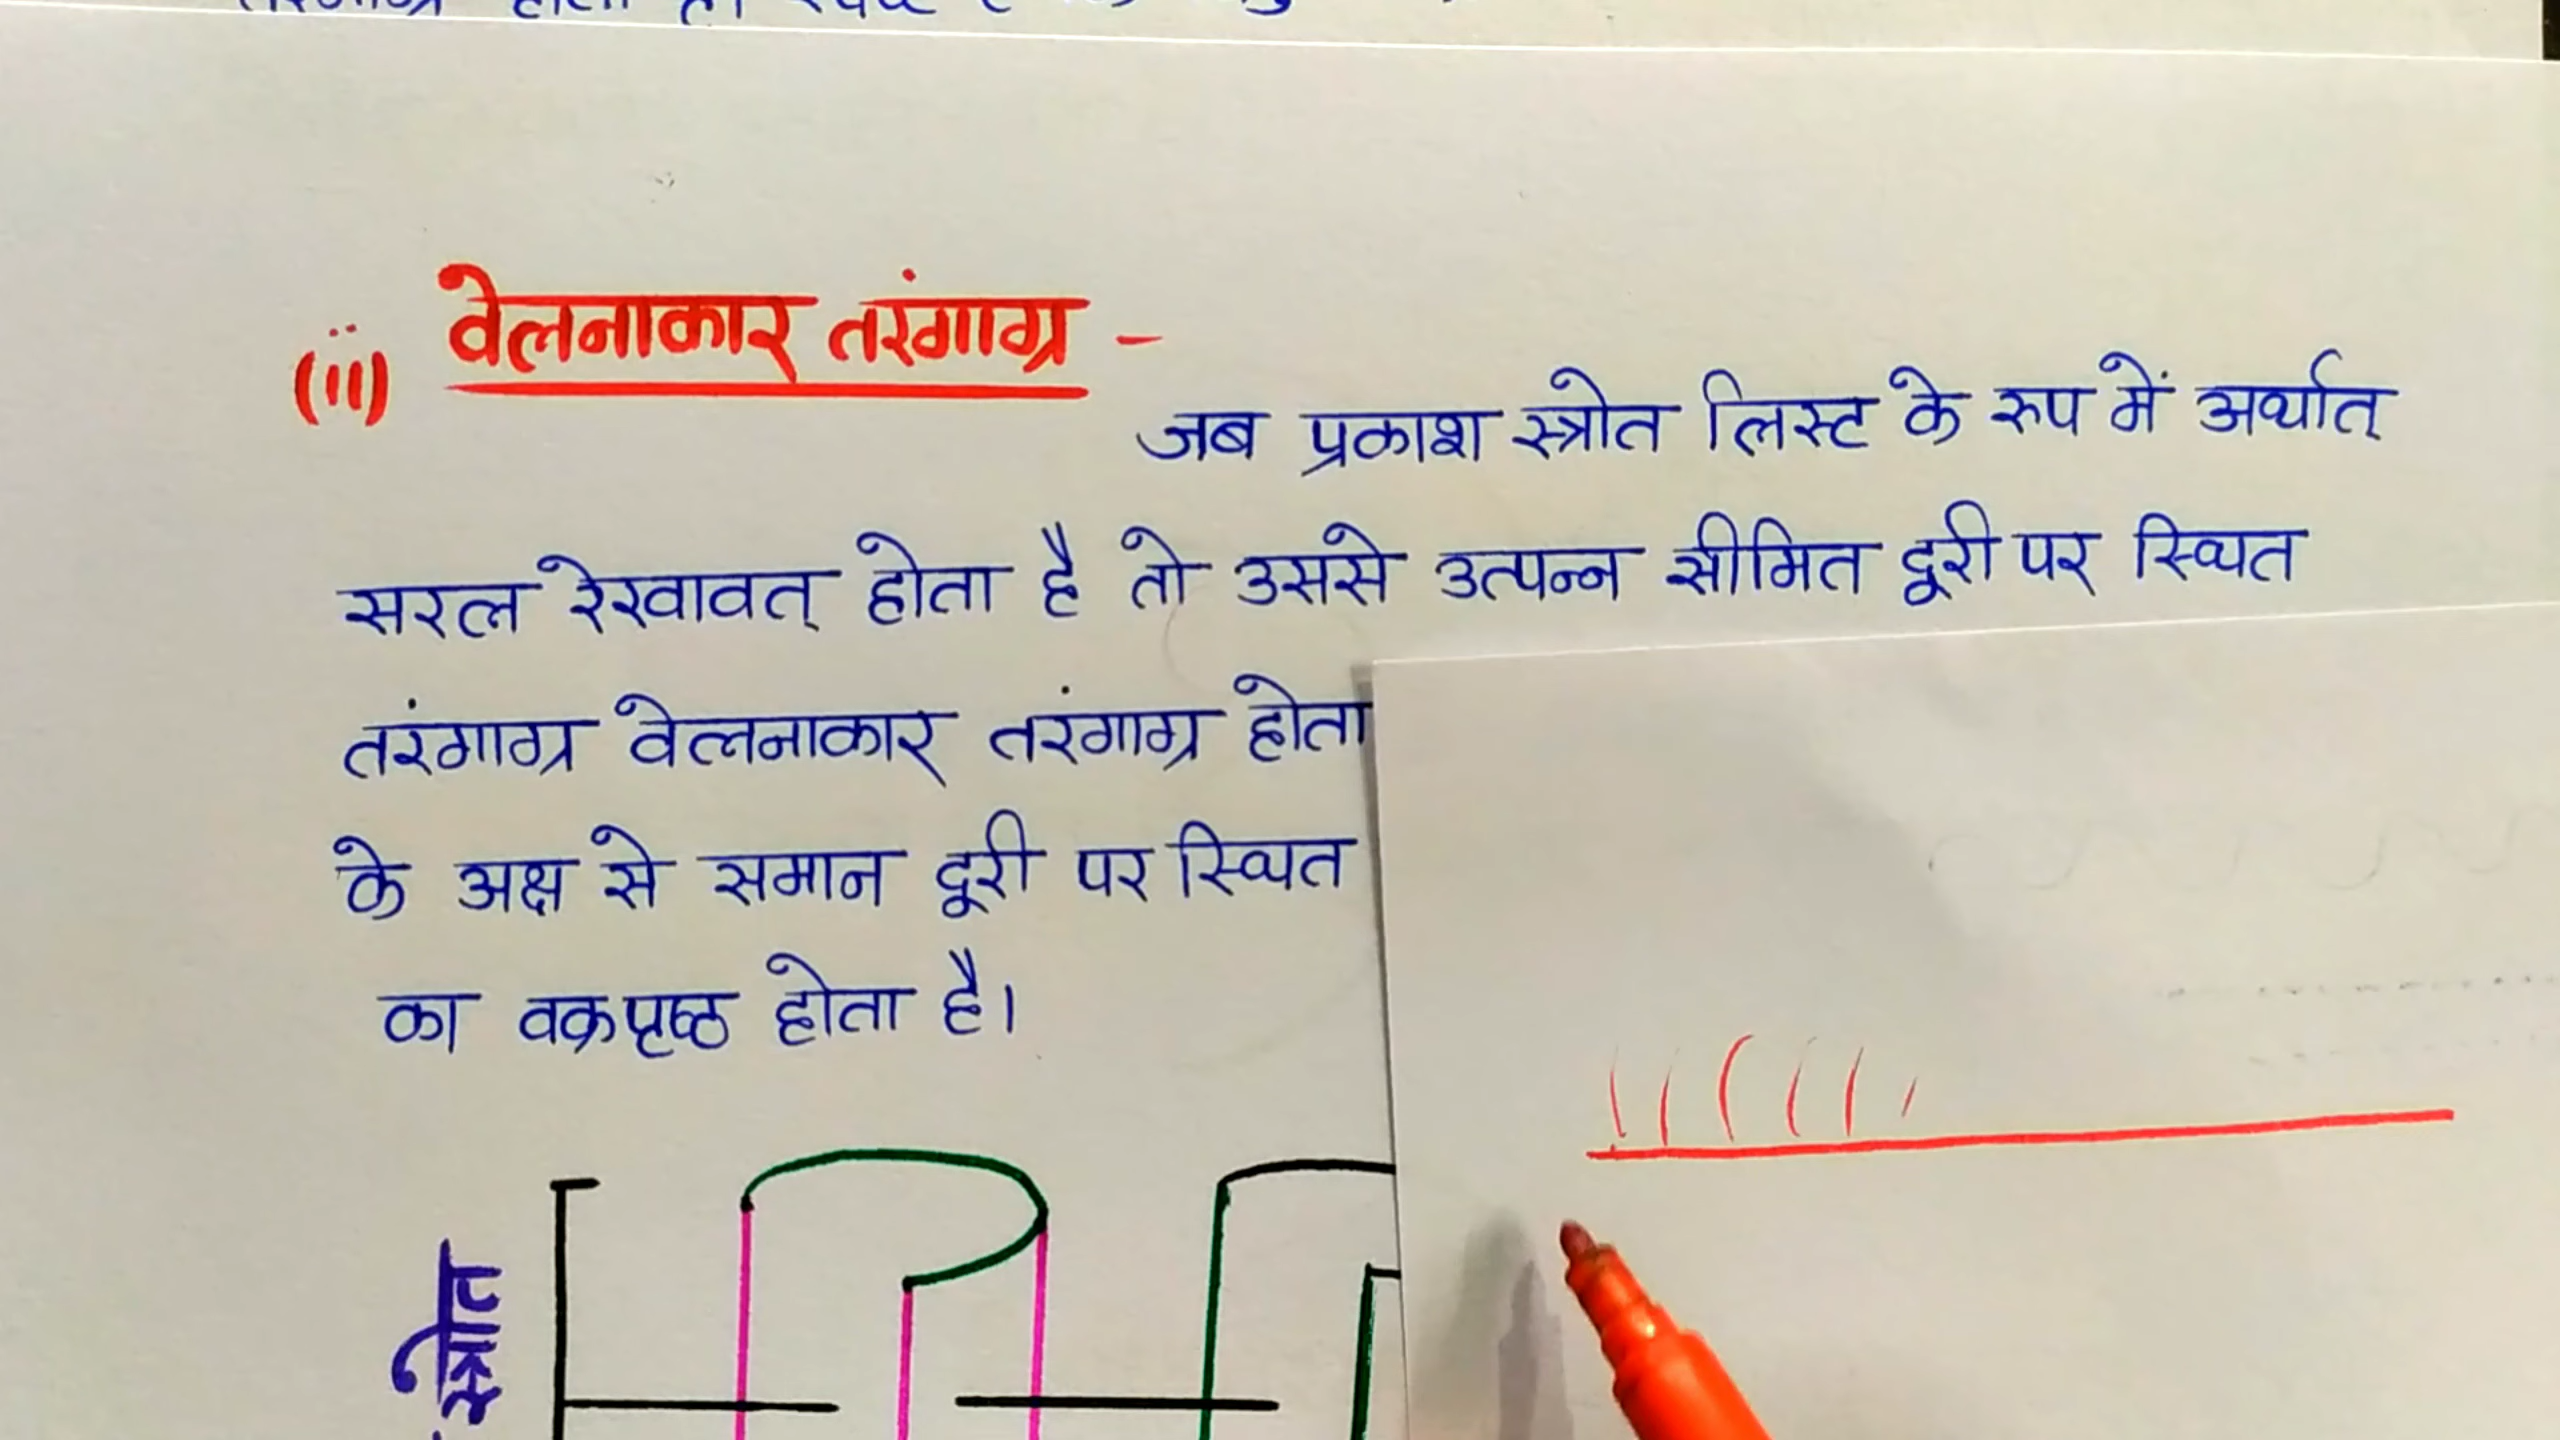 (ii) वेलनाकार तरंगाग्र -
जब प्रकाश स्त्रोत लिस्ट के रुप में अर्थात्
सरल रेखावत् होता है तो उससे उत्पन्न सीमित दूरी पर स्थित
तरंगाग्र वेलनाकार तरंगाग्र होता
के अक्ष से समान दूरी पर स्थित
का वक्रपृष्ठ होता है।
स्त्रोत